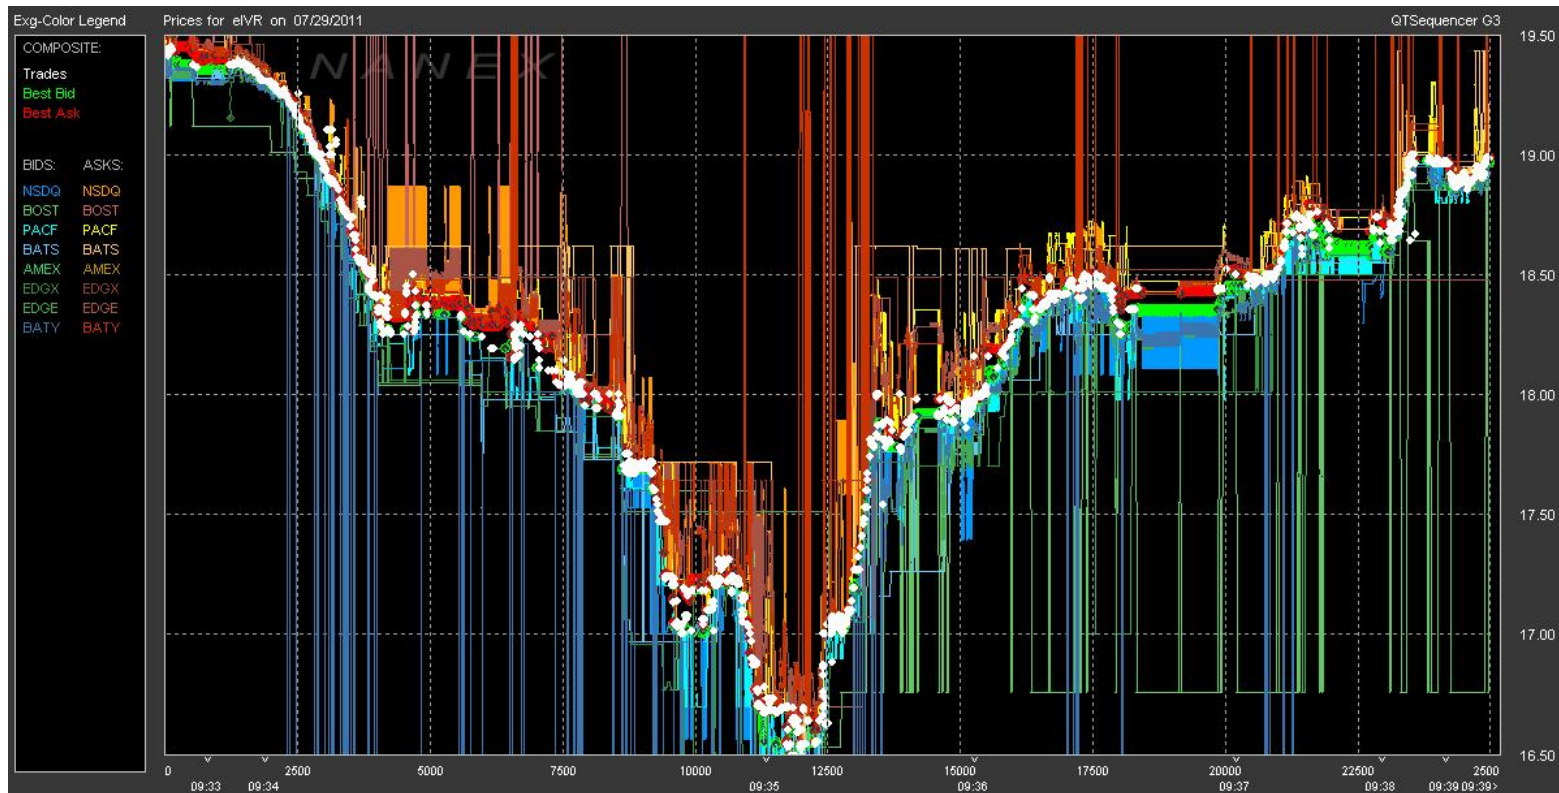 Exg-Color Legend
Prices for eIVR on 07/29/2011
QTSequencer G3
COMPOSITE:
Trades
Best Bid
Best Ask
BIDS: ASKS:
NSDQ NSDQ
BOST BOST
PACF PACF
BATS BATS
AMEX AMEX
EDGX EDGX
EDGE EDGE
BATY BATY
NANEX
19.50
19.00
18.50
18.00
17.50
17.00
16.50
0 2500 5000 7500 10000 12500 15000 17500 20000 22500 2500
09:33 09:34 09:35 09:36 09:37 09:38 09:39 09:39>